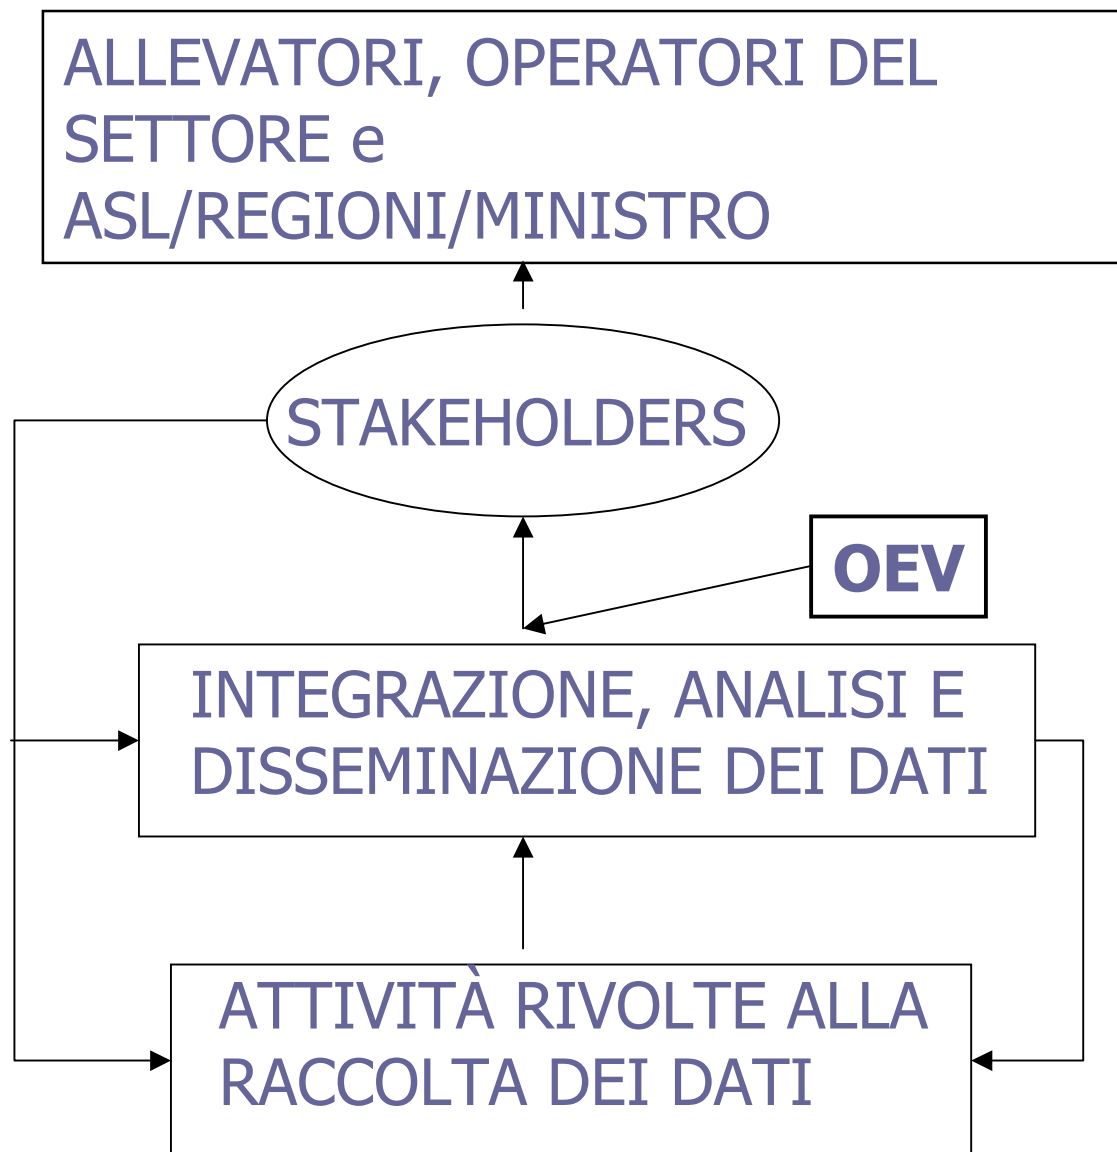 ALLEVATORI, OPERATORI DEL
SETTORE e
ASL/REGIONI/MINISTRO
STAKEHOLDERS
OEV
INTEGRAZIONE, ANALISI E
DISSEMINAZIONE DEI DATI
ATTIVITÀ RIVOLTE ALLA
RACCOLTA DEI DATI